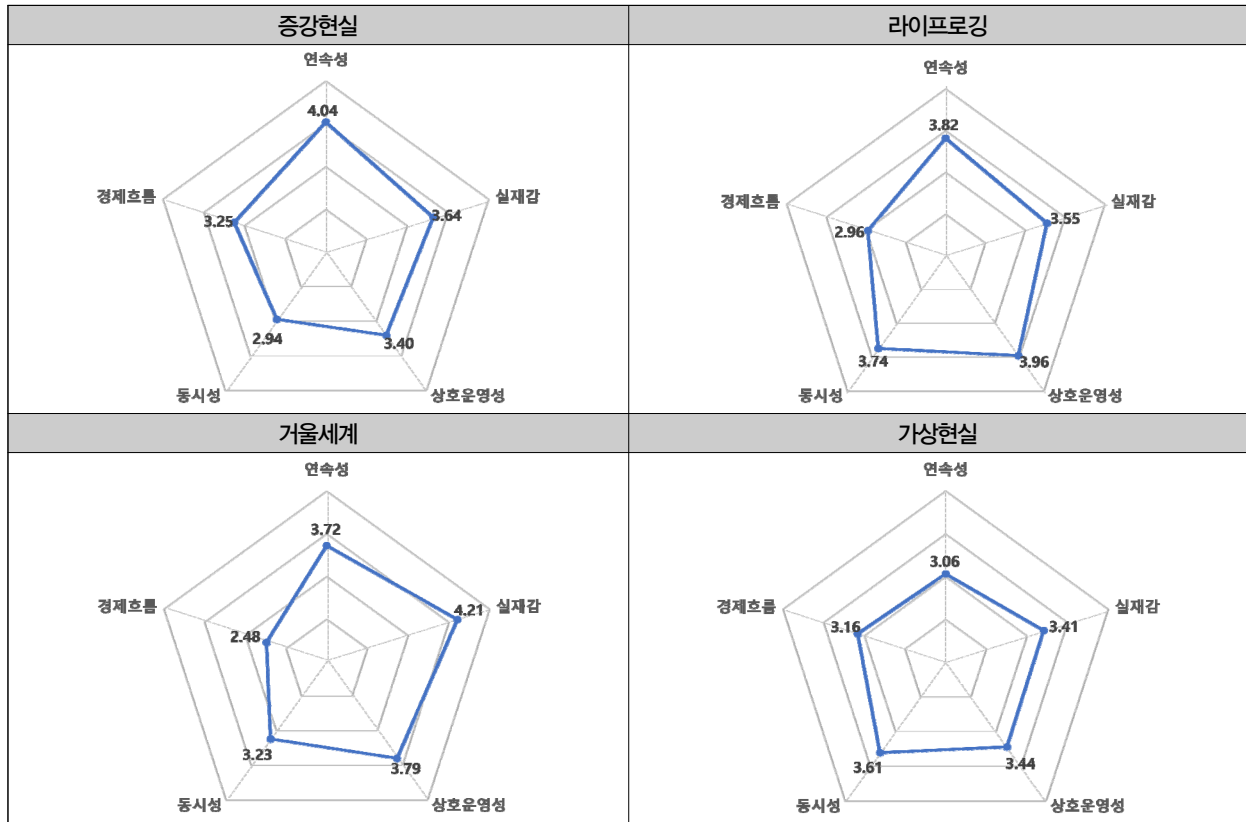 증강현실
라이프로깅
연속성
4.04
실재감
3.64
상호운영성
3.40
동시성
2.94
경제흐름
3.25
연속성
3.82
실재감
3.55
상호운영성
3.96
동시성
3.74
경제흐름
2.96
거울세계
가상현실
연속성
3.72
실재감
4.21
상호운영성
3.79
동시성
3.23
경제흐름
2.48
연속성
3.06
실재감
3.41
상호운영성
3.44
동시성
3.61
경제흐름
3.16